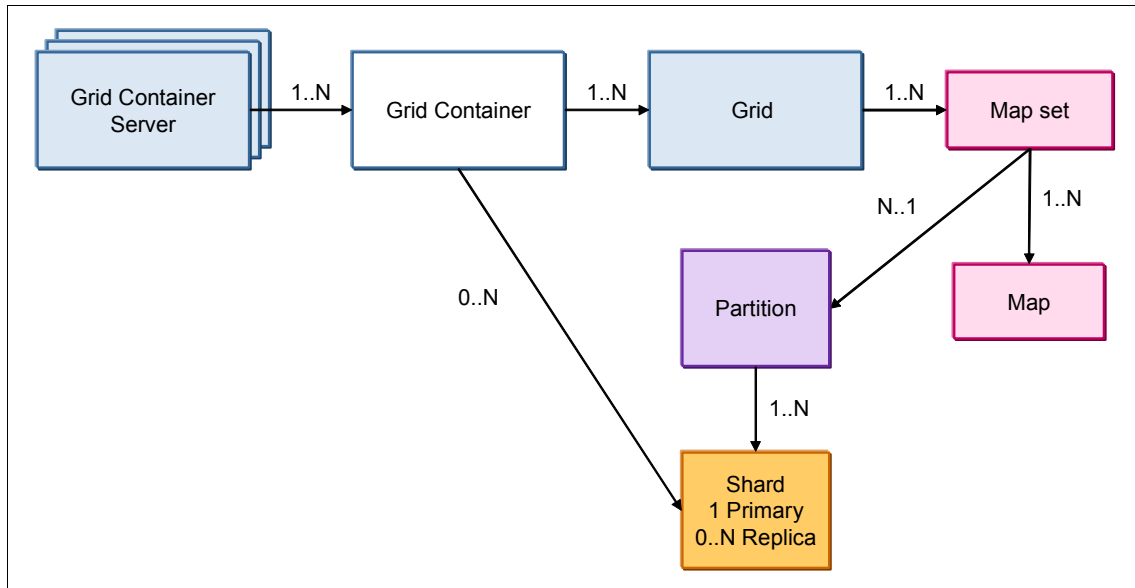 Grid Container
Server
1..N
Grid Container
1..N
Grid
1..N
Map set
N..1
1..N
0..N
Partition
Map
1..N
Shard
1 Primary
0..N Replica